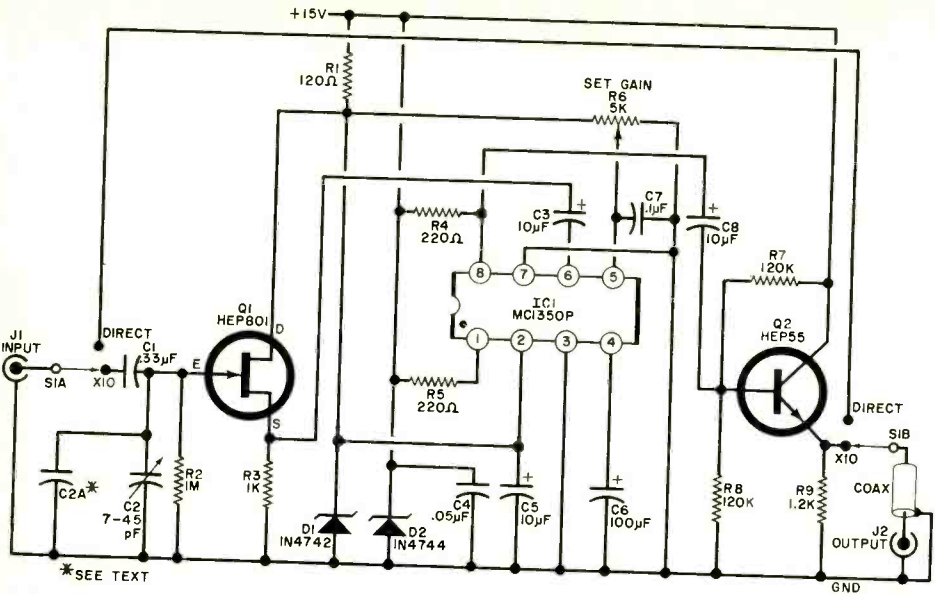 +15V
R1
120Ω
SET GAIN
R6
5K
C7
.1µF
C3
10µF
+
C8
10µF
+
R4
220Ω
R7
120K
8
7
6
5
IC1
MC1350P
1
2
3
4
Q1
HEP801
D
E
S
J1
INPUT
DIRECT
C1
.33µF
S1A
X10
Q2
HEP55
DIRECT
R5
220Ω
S1B
X10
C2A*
C2
7-45
pF
R2
1M
R3
1K
D1
1N4742
D2
1N4744
C4
.05µF
C5
10µF
+
C6
100µF
+
R8
120K
R9
1.2K
COAX
J2
OUTPUT
*SEE TEXT
GND